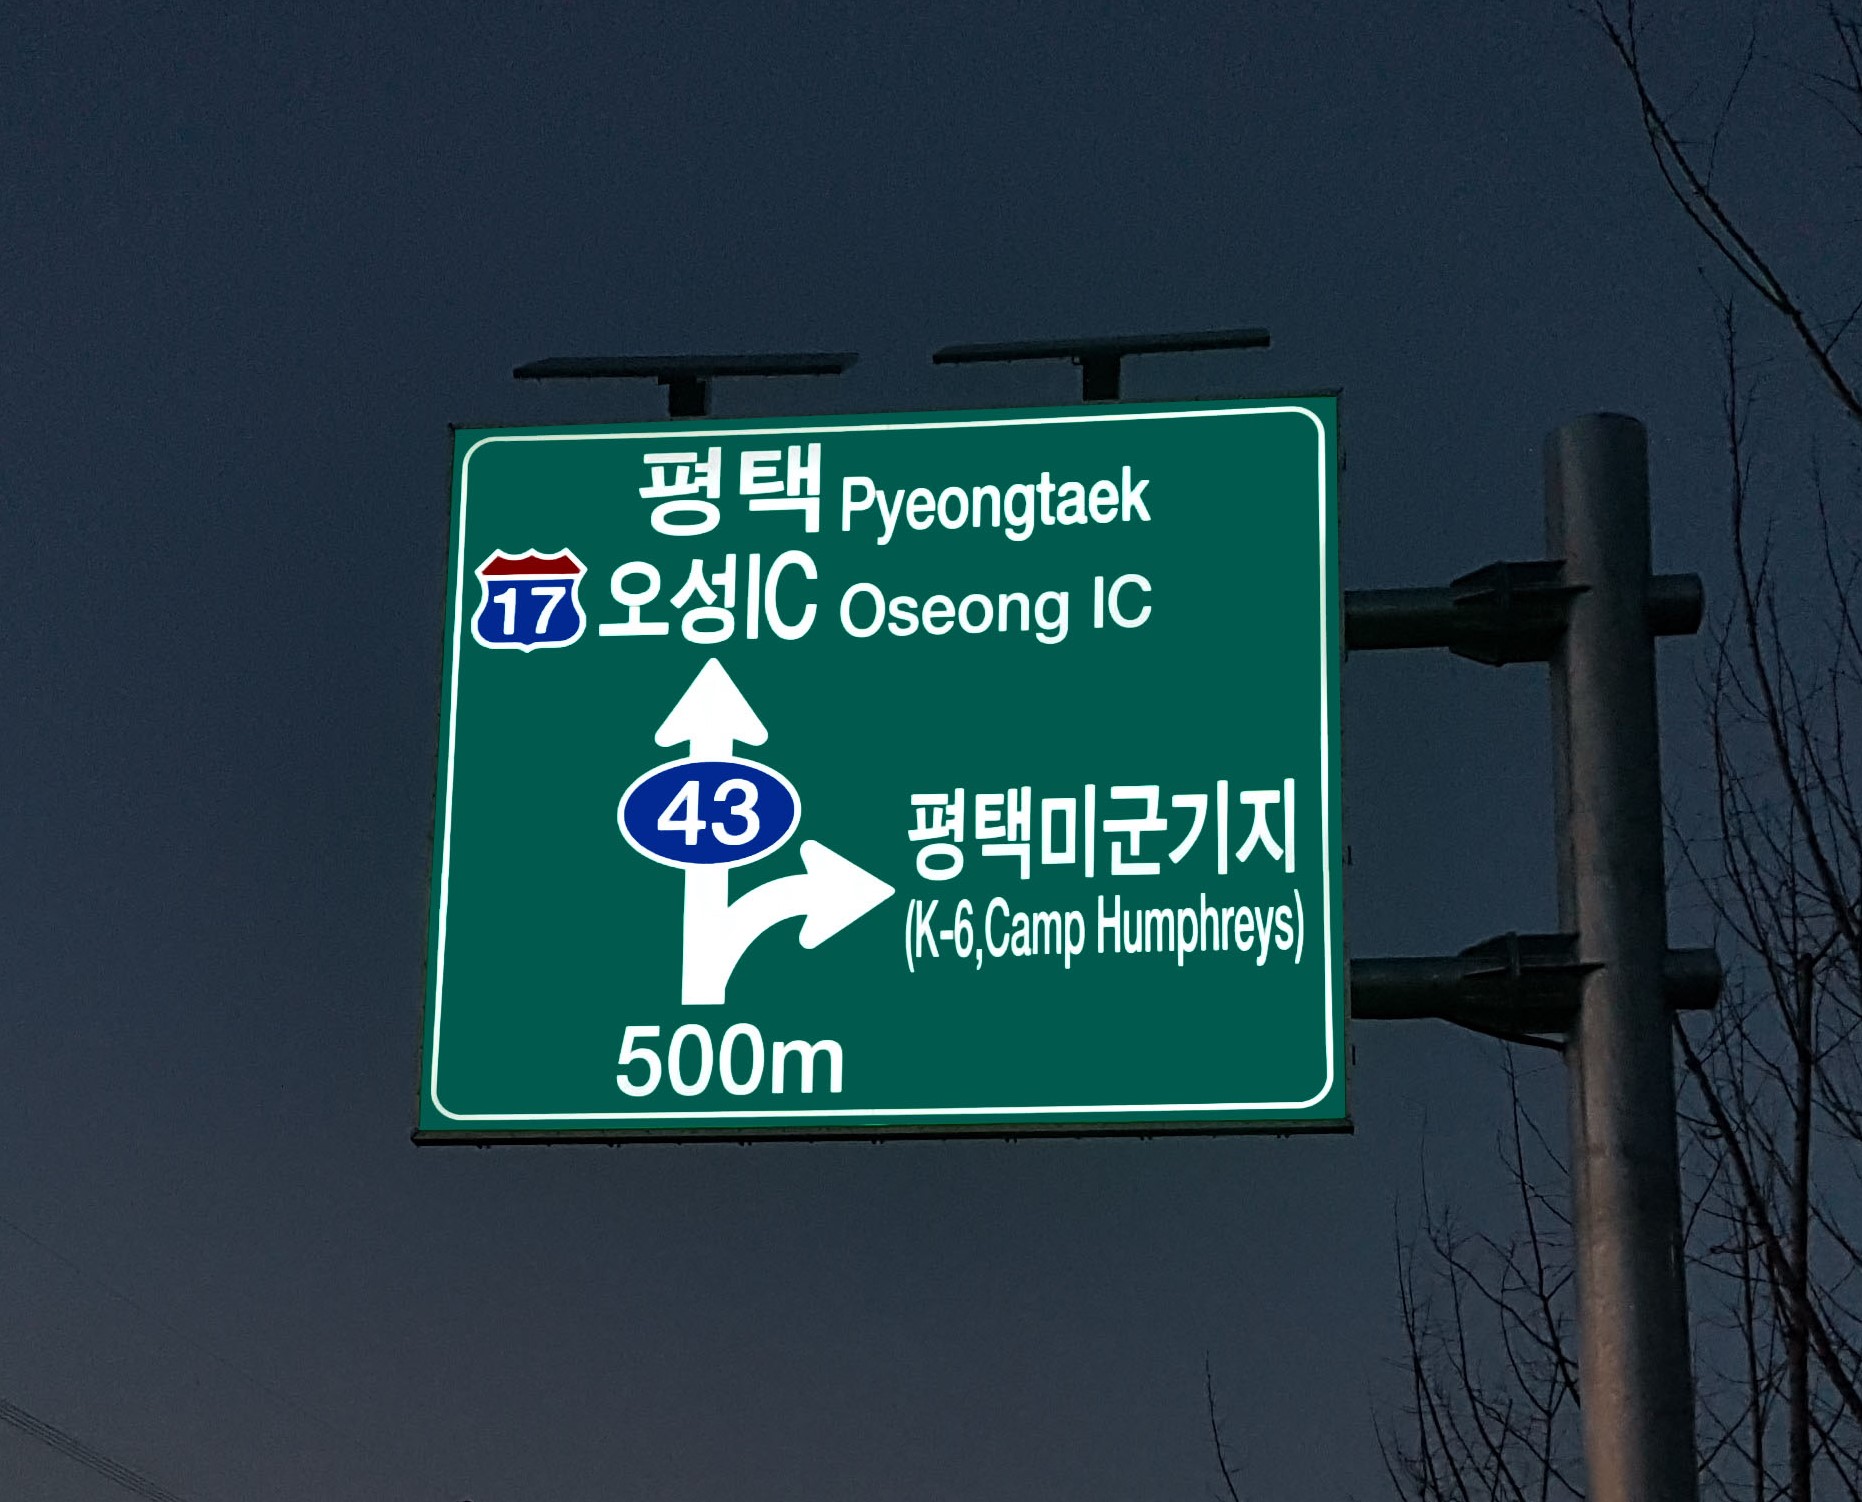 평택 Pyeongtaek
17 오성IC Oseong IC
43
평택미군기지
(K-6,Camp Humphreys)
500m